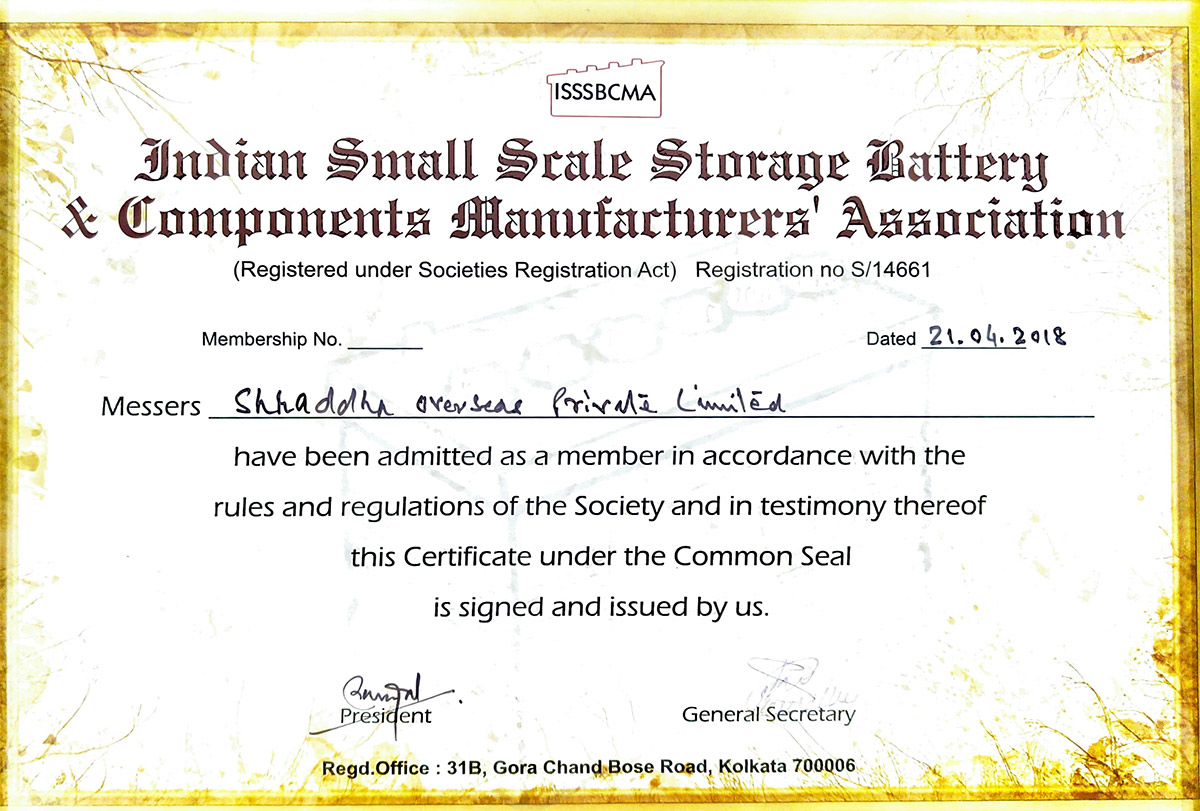 ISSSBCMA
Indian Small Scale Storage Battery
& Components Manufacturers' Association
(Registered under Societies Registration Act) Registration no S/14661
Membership No. ______ Dated 21.04.2018
Messers Shhaddha overseas Private Limited
have been admitted as a member in accordance with the
rules and regulations of the Society and in testimony thereof
this Certificate under the Common Seal
is signed and issued by us.
President General Secretary
Regd.Office : 31B, Gora Chand Bose Road, Kolkata 700006